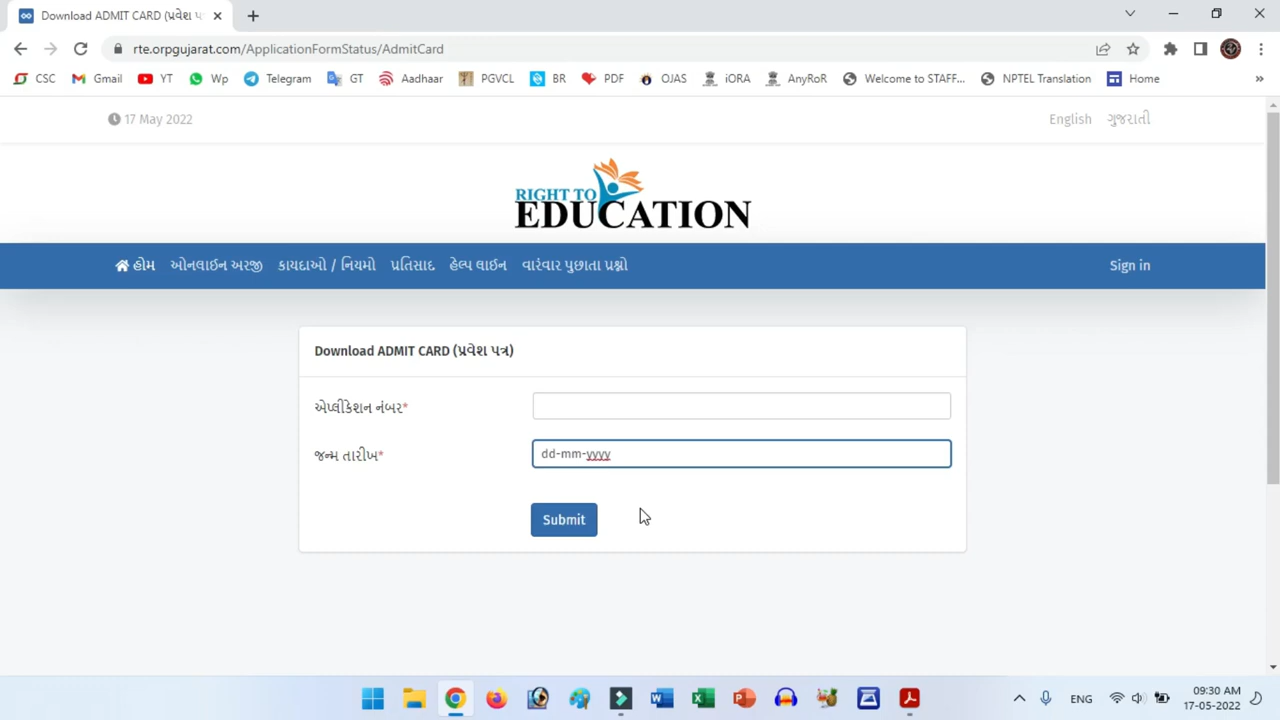 Download ADMIT CARD (પ્રવેશ પ
rte.orpgujarat.com/ApplicationFormStatus/AdmitCard
CSC Gmail YT Wp Telegram GT Aadhaar PGVCL BR PDF OJAS iORA AnyRoR Welcome to STAFF... NPTEL Translation Home »
17 May 2022 English ગુજરાતી
RIGHT TO
EDUCATION
હોમ ઓનલાઈન અરજી કાયદાઓ / નિયમો પ્રતિસાદ હેલ્પ લાઈન વારંવાર પુછાતા પ્રશ્નો Sign in
Download ADMIT CARD (પ્રવેશ પત્ર)
એપ્લીકેશન નંબર*
જન્મ તારીખ* dd-mm-yyyy
Submit
ENG 09:30 AM
17-05-2022